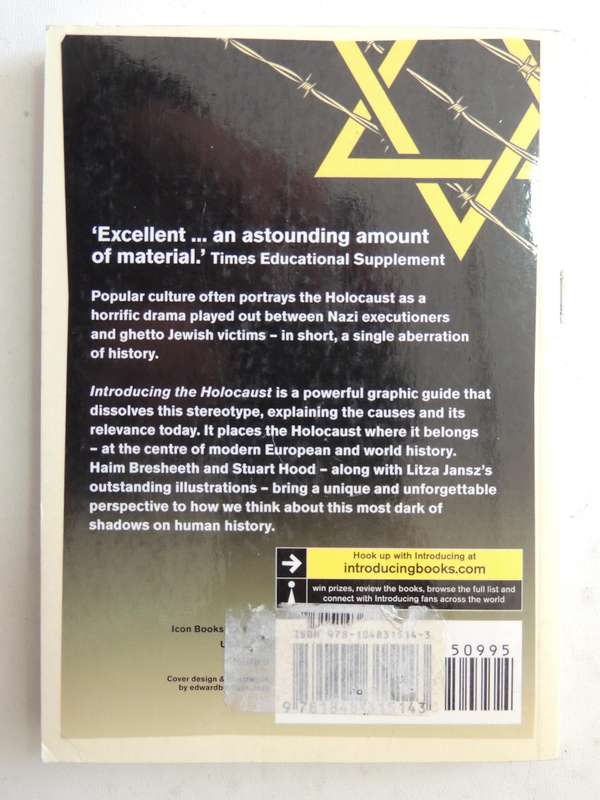 ‘Excellent ... an astounding amount
of material.’ Times Educational Supplement
Popular culture often portrays the Holocaust as a
horrific drama played out between Nazi executioners
and ghetto Jewish victims – in short, a single aberration
of history.
Introducing the Holocaust is a powerful graphic guide that
dissolves this stereotype, explaining the causes and its
relevance today. It places the Holocaust where it belongs
– at the centre of modern European and world history.
Haim Bresheeth and Stuart Hood – along with Litza Jansz’s
outstanding illustrations – bring a unique and unforgettable
perspective to how we think about this most dark of
shadows on human history.
Hook up with Introducing at
introducingbooks.com
win prizes, review the books, browse the full list and
connect with Introducing fans across the world
Icon Books
Cover design &
ISBN 978-184831514-3
50995
9781848315143